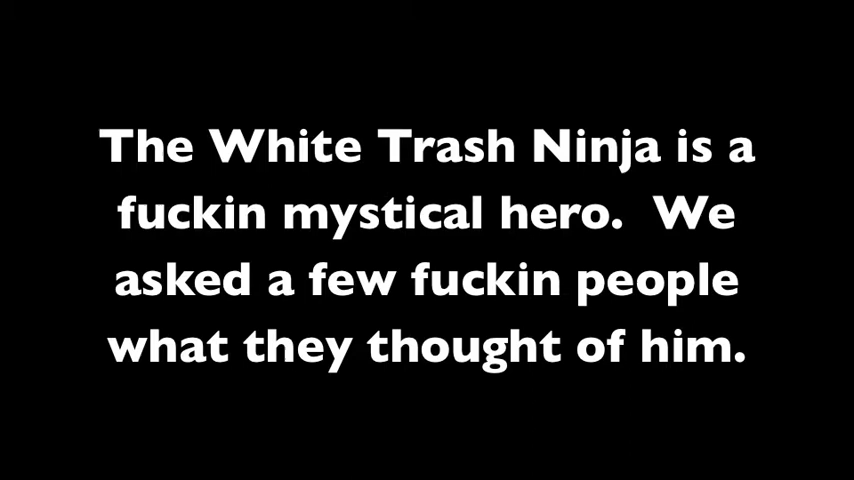 The White Trash Ninja is a
fuckin mystical hero.  We
asked a few fuckin people
what they thought of him.